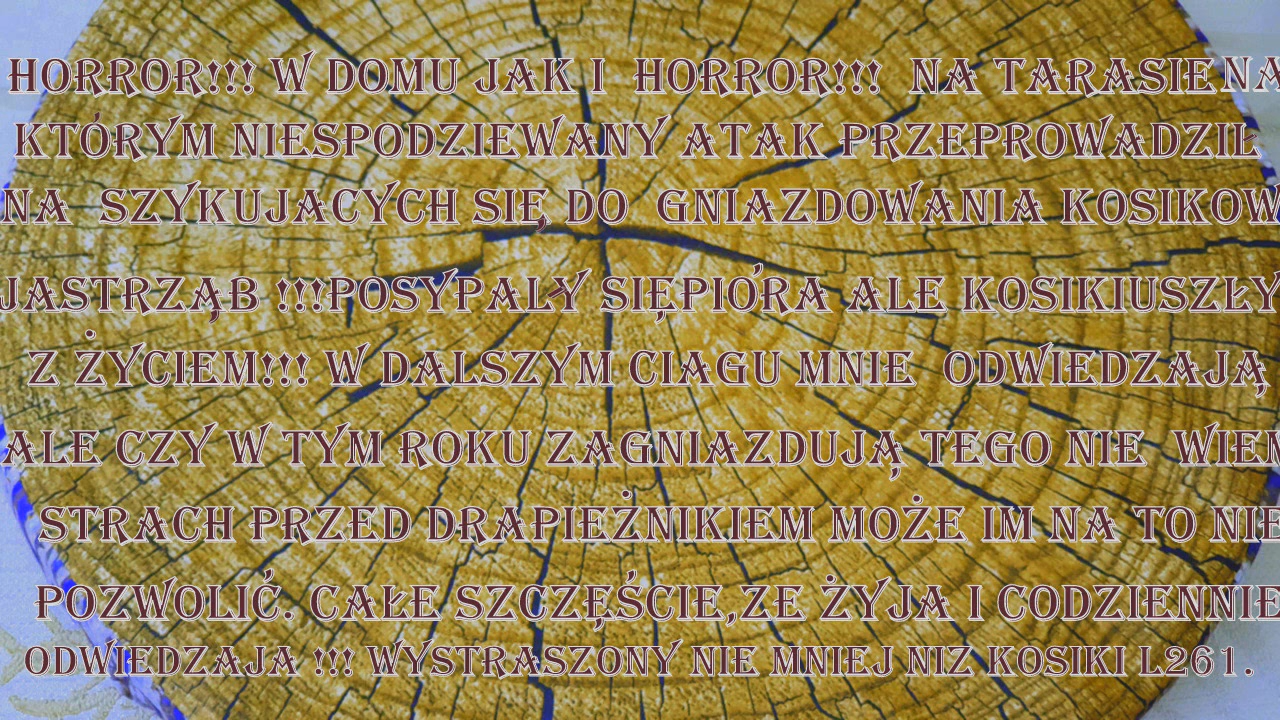 HORROR!!! W DOMU JAK I HORROR!!! NA TARASIE NA
KTÓRYM NIESPODZIEWANY ATAK PRZEPROWADZIŁ
NA SZYKUJACYCH SIĘ DO GNIAZDOWANIA KOSIKOW
JASTRZĄB !!!POSYPAŁY SIĘPIÓRA ALE KOSIKIUSZŁY
Z ŻYCIEM!!! W DALSZYM CIAGU MNIE ODWIEDZAJĄ
ALE CZY W TYM ROKU ZAGNIAZDUJĄ TEGO NIE WIEM
STRACH PRZED DRAPIEŻNIKIEM MOŻE IM NA TO NIE
POZWOLIĆ. CAŁE SZCZĘŚCIE,ZE ŻYJA I CODZIENNIE
ODWIEDZAJA !!! WYSTRASZONY NIE MNIEJ NIZ KOSIKI L261.